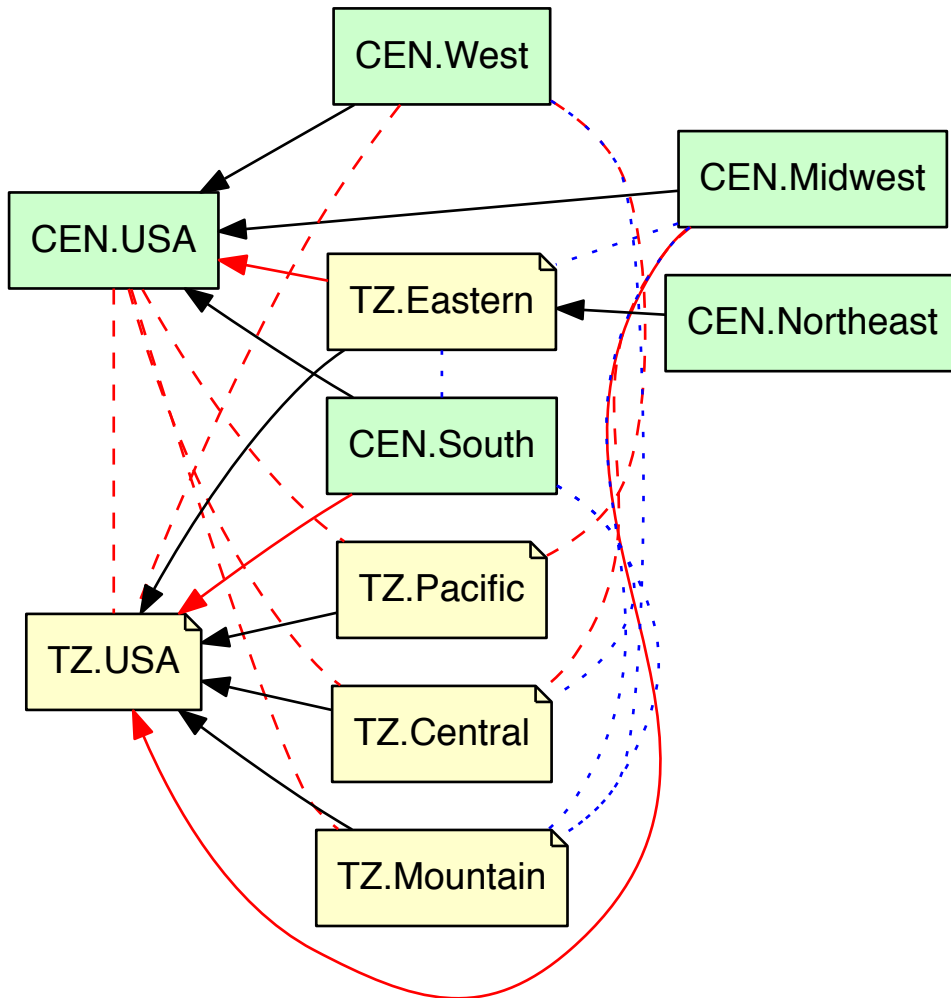 CEN.West
CEN.Midwest
CEN.USA
TZ.Eastern
CEN.Northeast
CEN.South
TZ.Pacific
TZ.USA
TZ.Central
TZ.Mountain